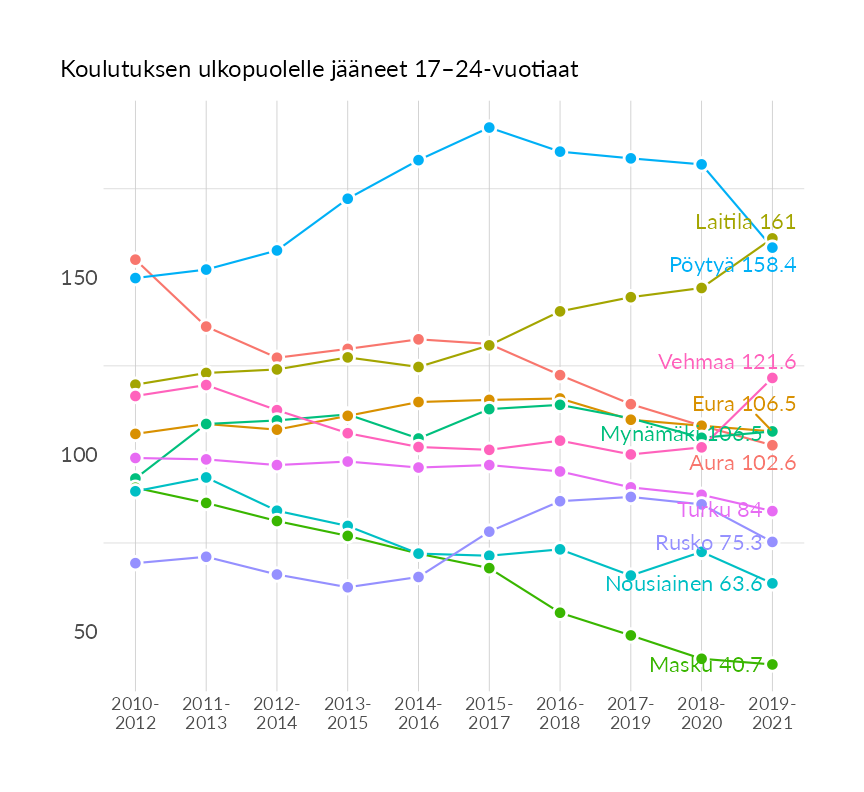 Koulutuksen ulkopuolelle jääneet 17–24-vuotiaat
Laitila 161
Pöytyä 158.4
150
Vehmaa 121.6
Eura 106.5
Mynämäki 106.5
100
Aura 102.6
Turku 84
Rusko 75.3
Nousiainen 63.6
50
Masku 40.7
2010- 2011- 2012- 2013- 2014- 2015- 2016- 2017- 2018- 2019-
2012 2013 2014 2015 2016 2017 2018 2019 2020 2021